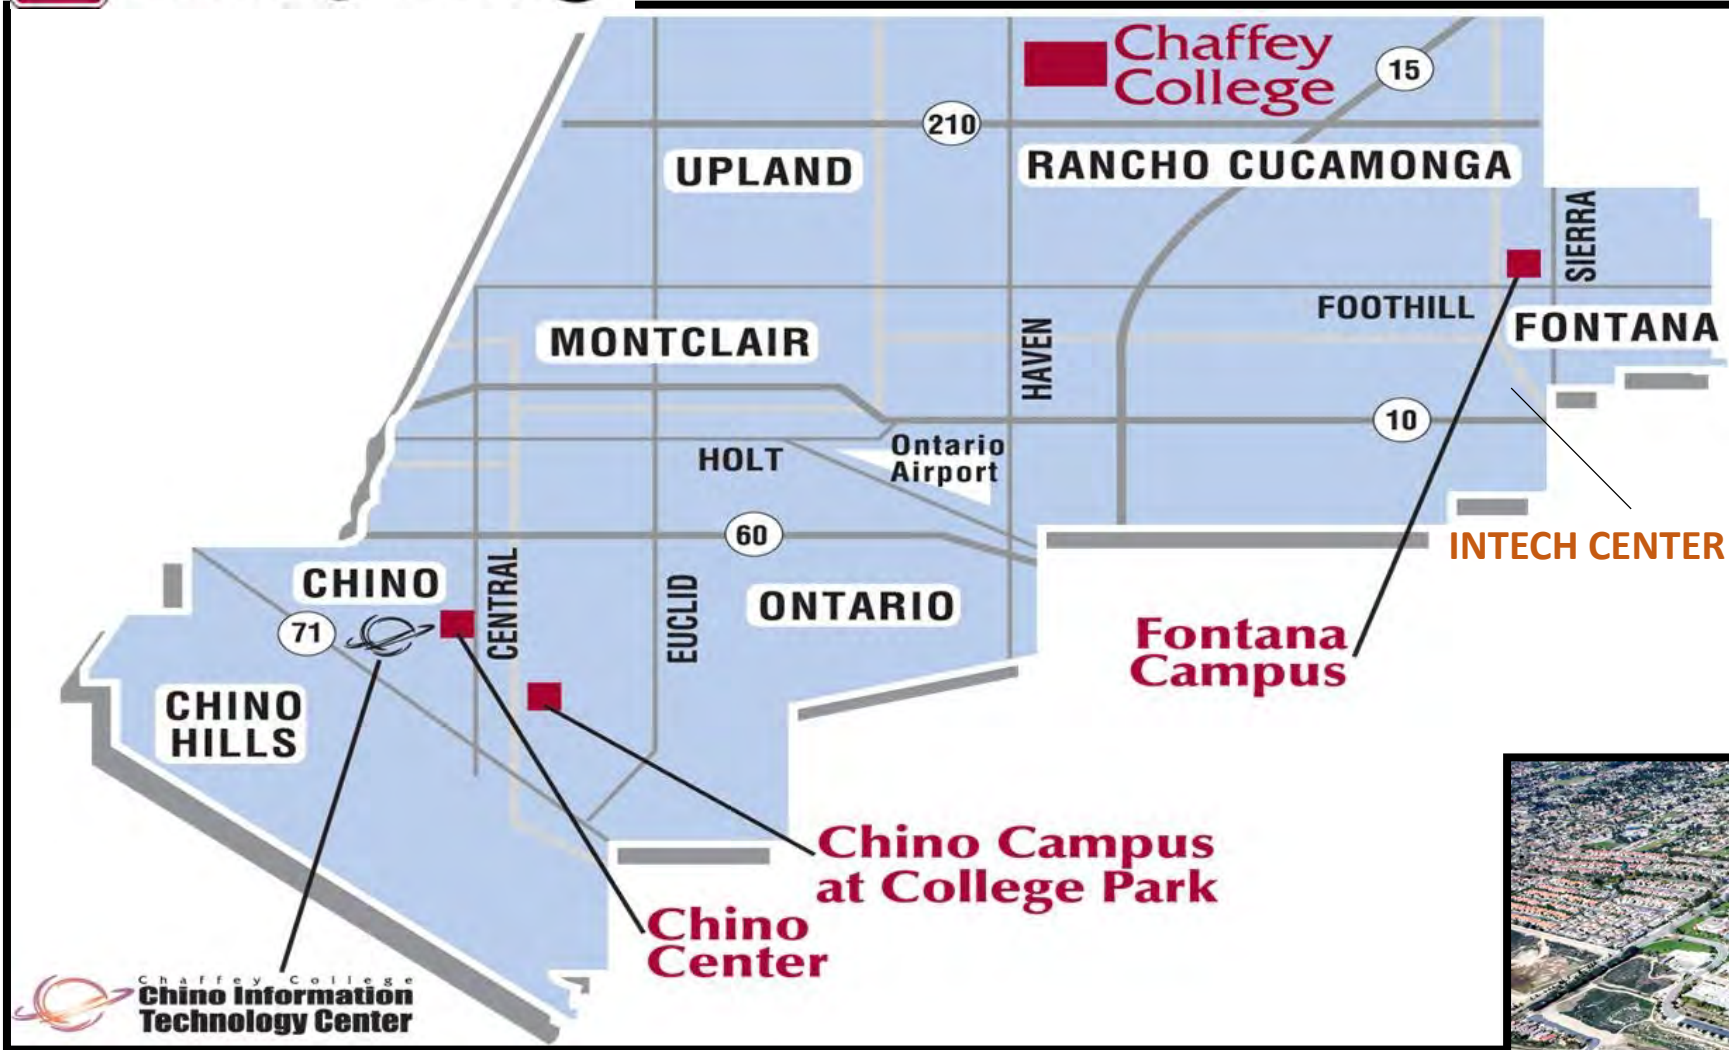 Chaffey
College
15
210
UPLAND
RANCHO CUCAMONGA
SIERRA
FOOTHILL
FONTANA
MONTCLAIR
HAVEN
10
HOLT
Ontario
Airport
60
INTECH CENTER
CHINO
CENTRAL
EUCLID
ONTARIO
71
Fontana
Campus
CHINO
HILLS
Chino Campus
at College Park
Chino
Center
Chaffey College
Chino Information
Technology Center